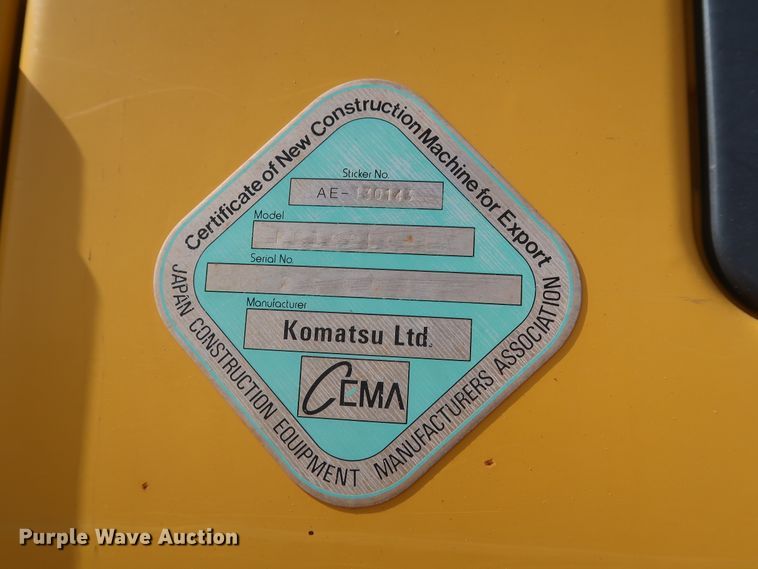 Certificate of New Construction Machine for Export
Sticker No.
AE-
Model
Serial No.
Manufacturer
Komatsu Ltd.
CEMA
JAPAN CONSTRUCTION EQUIPMENT MANUFACTURERS ASSOCIATION
Purple Wave Auction